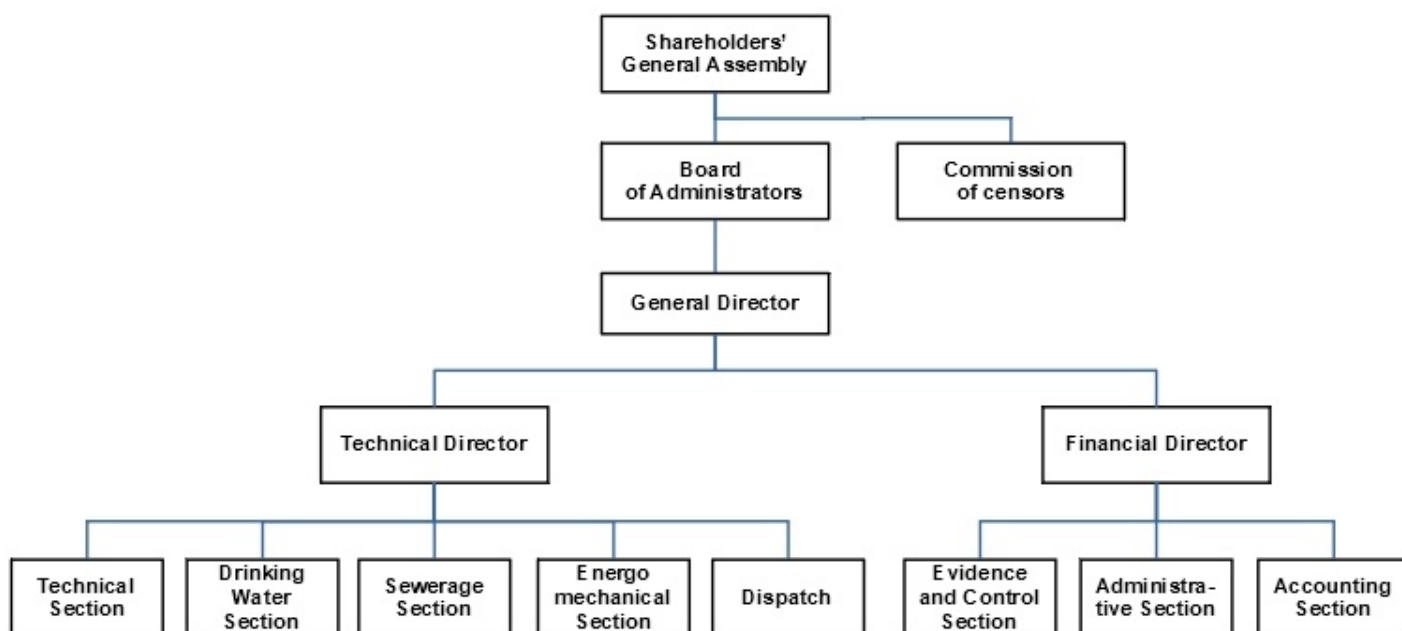 Shareholders'
General Assembly
Board
of Administrators
Commission
of censors
General Director
Technical Director
Financial Director
Technical
Section
Drinking
Water
Section
Sewerage
Section
Energo
mechanical
Section
Dispatch
Evidence
and Control
Section
Administra-
tive Section
Accounting
Section